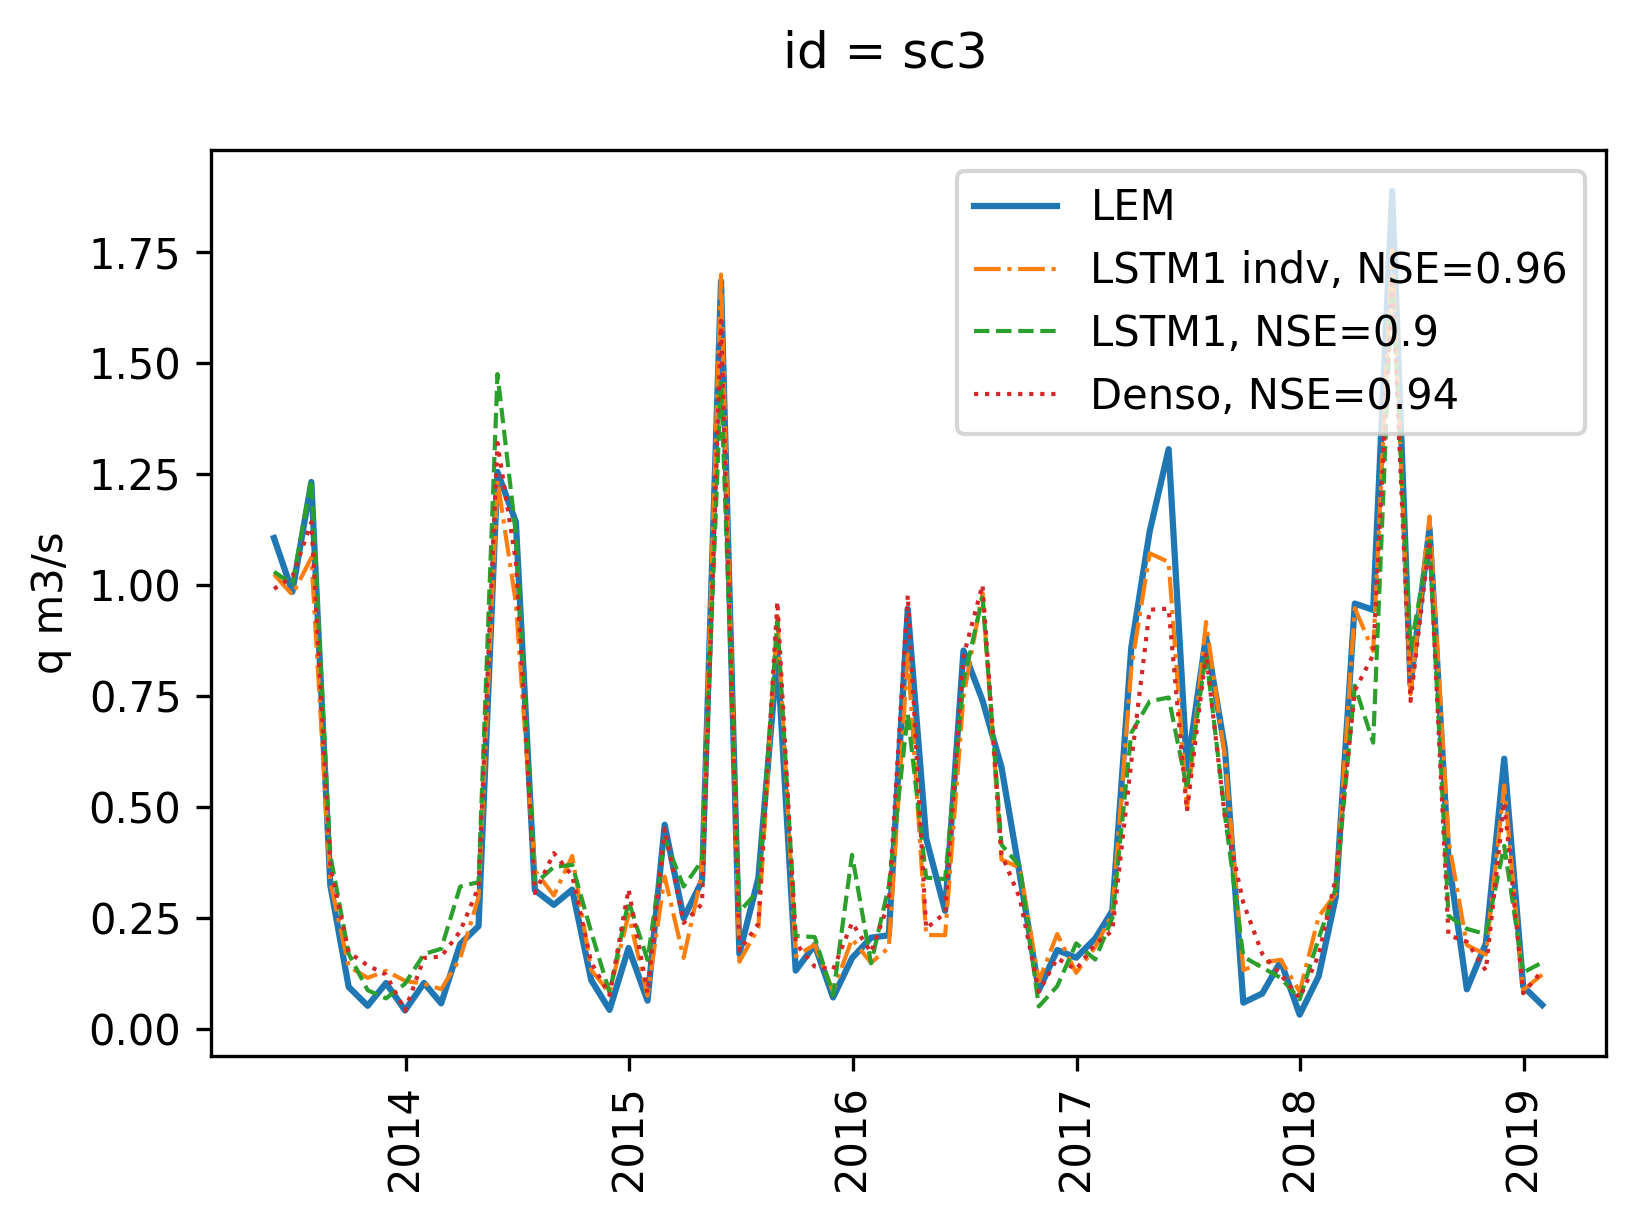 id = sc3
LEM
LSTM1 indv, NSE=0.96
LSTM1, NSE=0.9
Denso, NSE=0.94
q m3/s
1.75
1.50
1.25
1.00
0.75
0.50
0.25
0.00
2014
2015
2016
2017
2018
2019